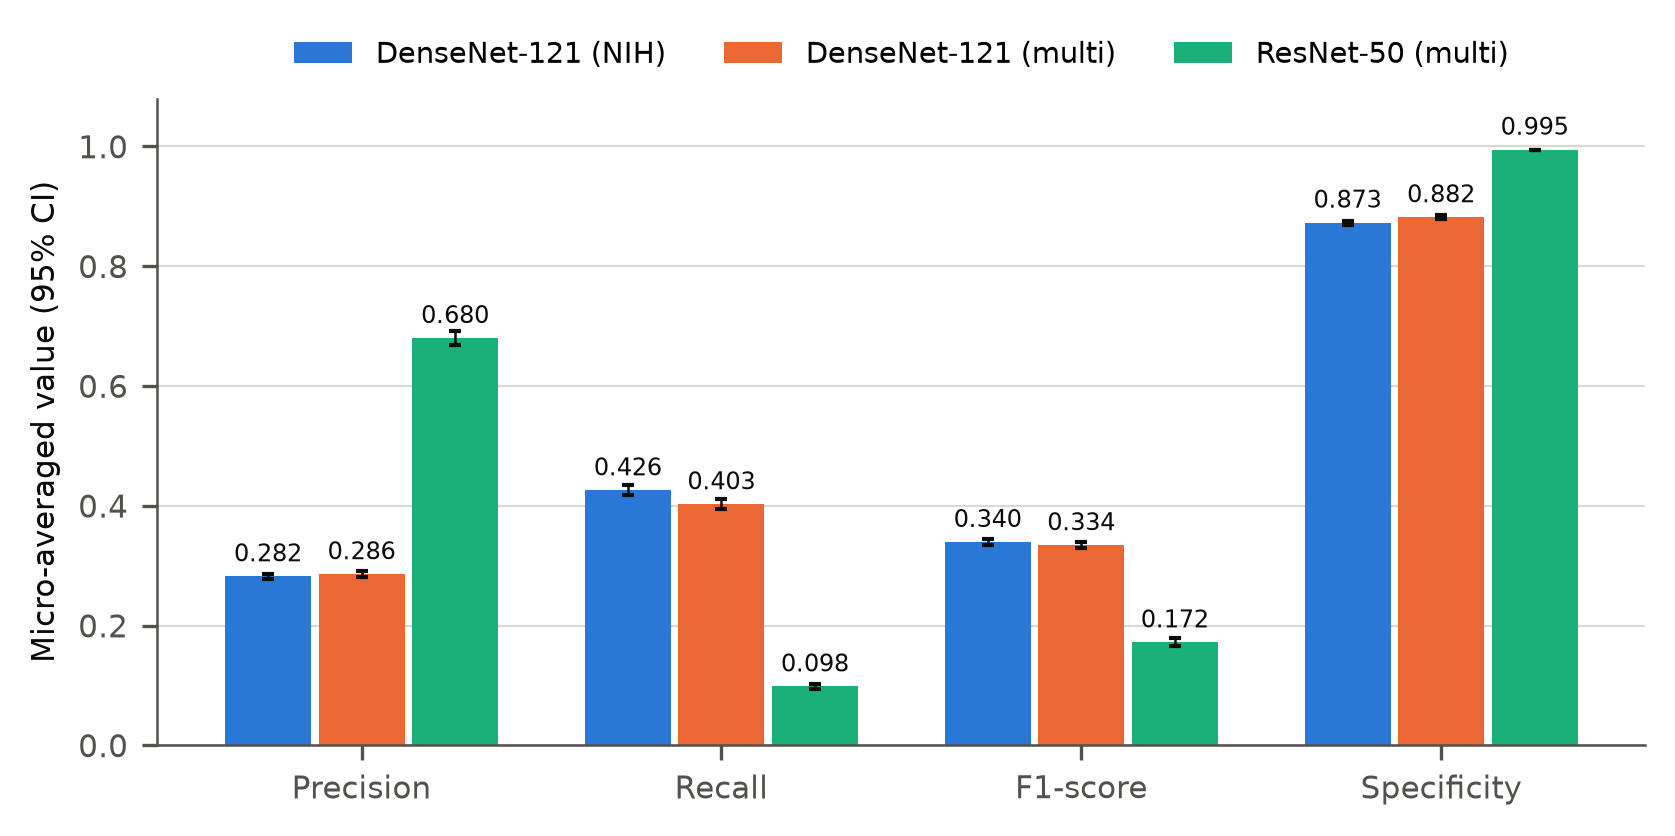 DenseNet-121 (NIH) DenseNet-121 (multi) ResNet-50 (multi)
Micro-averaged value (95% CI)
1.0
0.8
0.6
0.4
0.2
0.0
0.282 0.286 0.680
0.426 0.403 0.098
0.340 0.334 0.172
0.873 0.882 0.995
Precision Recall F1-score Specificity